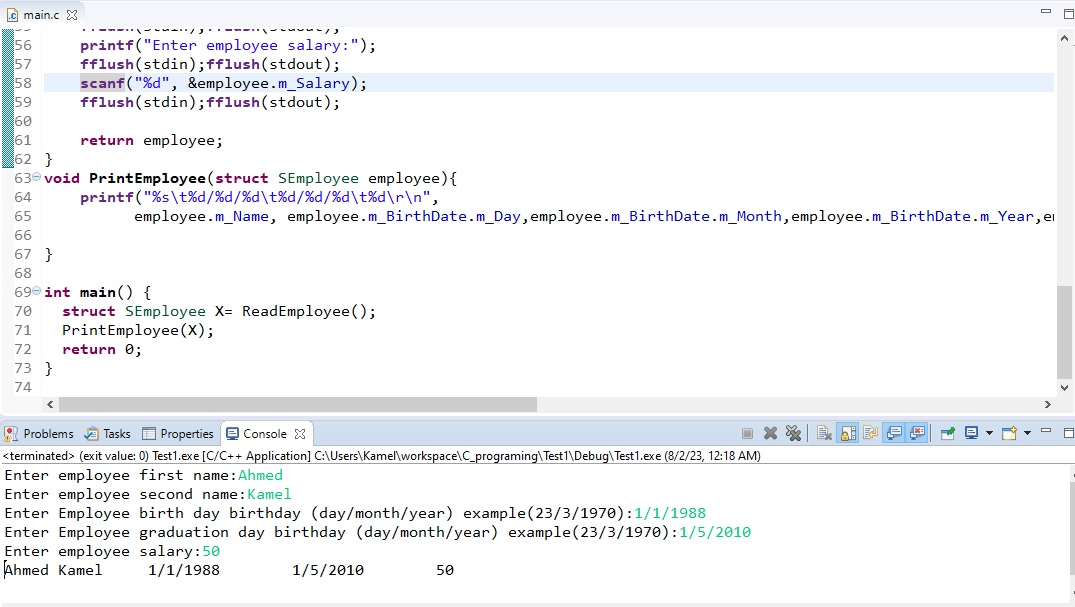 main.c
56 printf("Enter employee salary:");
57 fflush(stdin);fflush(stdout);
58 scanf("%d", &employee.m_Salary);
59 fflush(stdin);fflush(stdout);
60
61 return employee;
62 }
63 void PrintEmployee(struct SEmployee employee){
64 printf("%s\t%d/%d/%d\t%d/%d/%d\t%d\r\n",
65 employee.m_Name, employee.m_BirthDate.m_Day,employee.m_BirthDate.m_Month,employee.m_BirthDate.m_Year,e
66
67 }
68
69 int main() {
70 struct SEmployee X= ReadEmployee();
71 PrintEmployee(X);
72 return 0;
73 }
74
Problems Tasks Properties Console
<terminated> (exit value: 0) Test1.exe [C/C++ Application] C:\Users\Kamel\workspace\C_programing\Test1\Debug\Test1.exe (8/2/23, 12:18 AM)
Enter employee first name:Ahmed
Enter employee second name:Kamel
Enter Employee birth day birthday (day/month/year) example(23/3/1970):1/1/1988
Enter Employee graduation day birthday (day/month/year) example(23/3/1970):1/5/2010
Enter employee salary:50
Ahmed Kamel 1/1/1988 1/5/2010 50